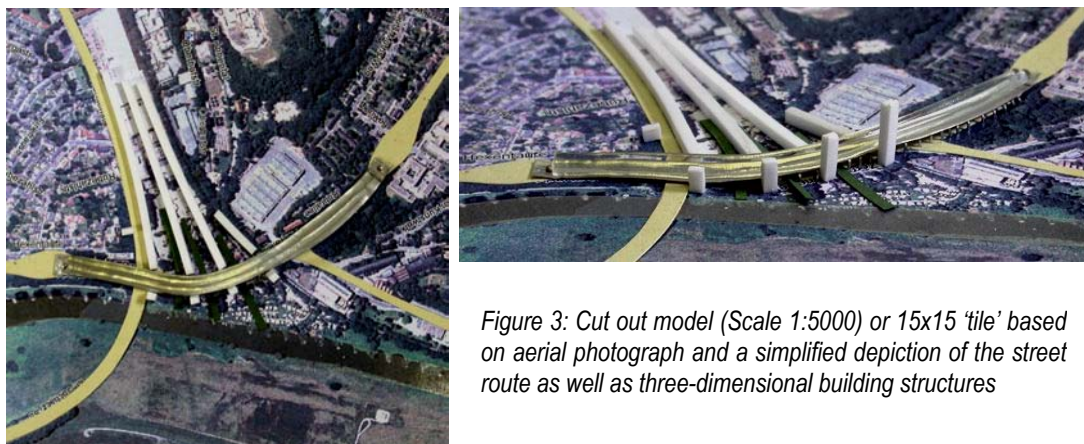 Figure 3: Cut out model (Scale 1:5000) or 15x15 ‘tile’ based
on aerial photograph and a simplified depiction of the street
route as well as three-dimensional building structures